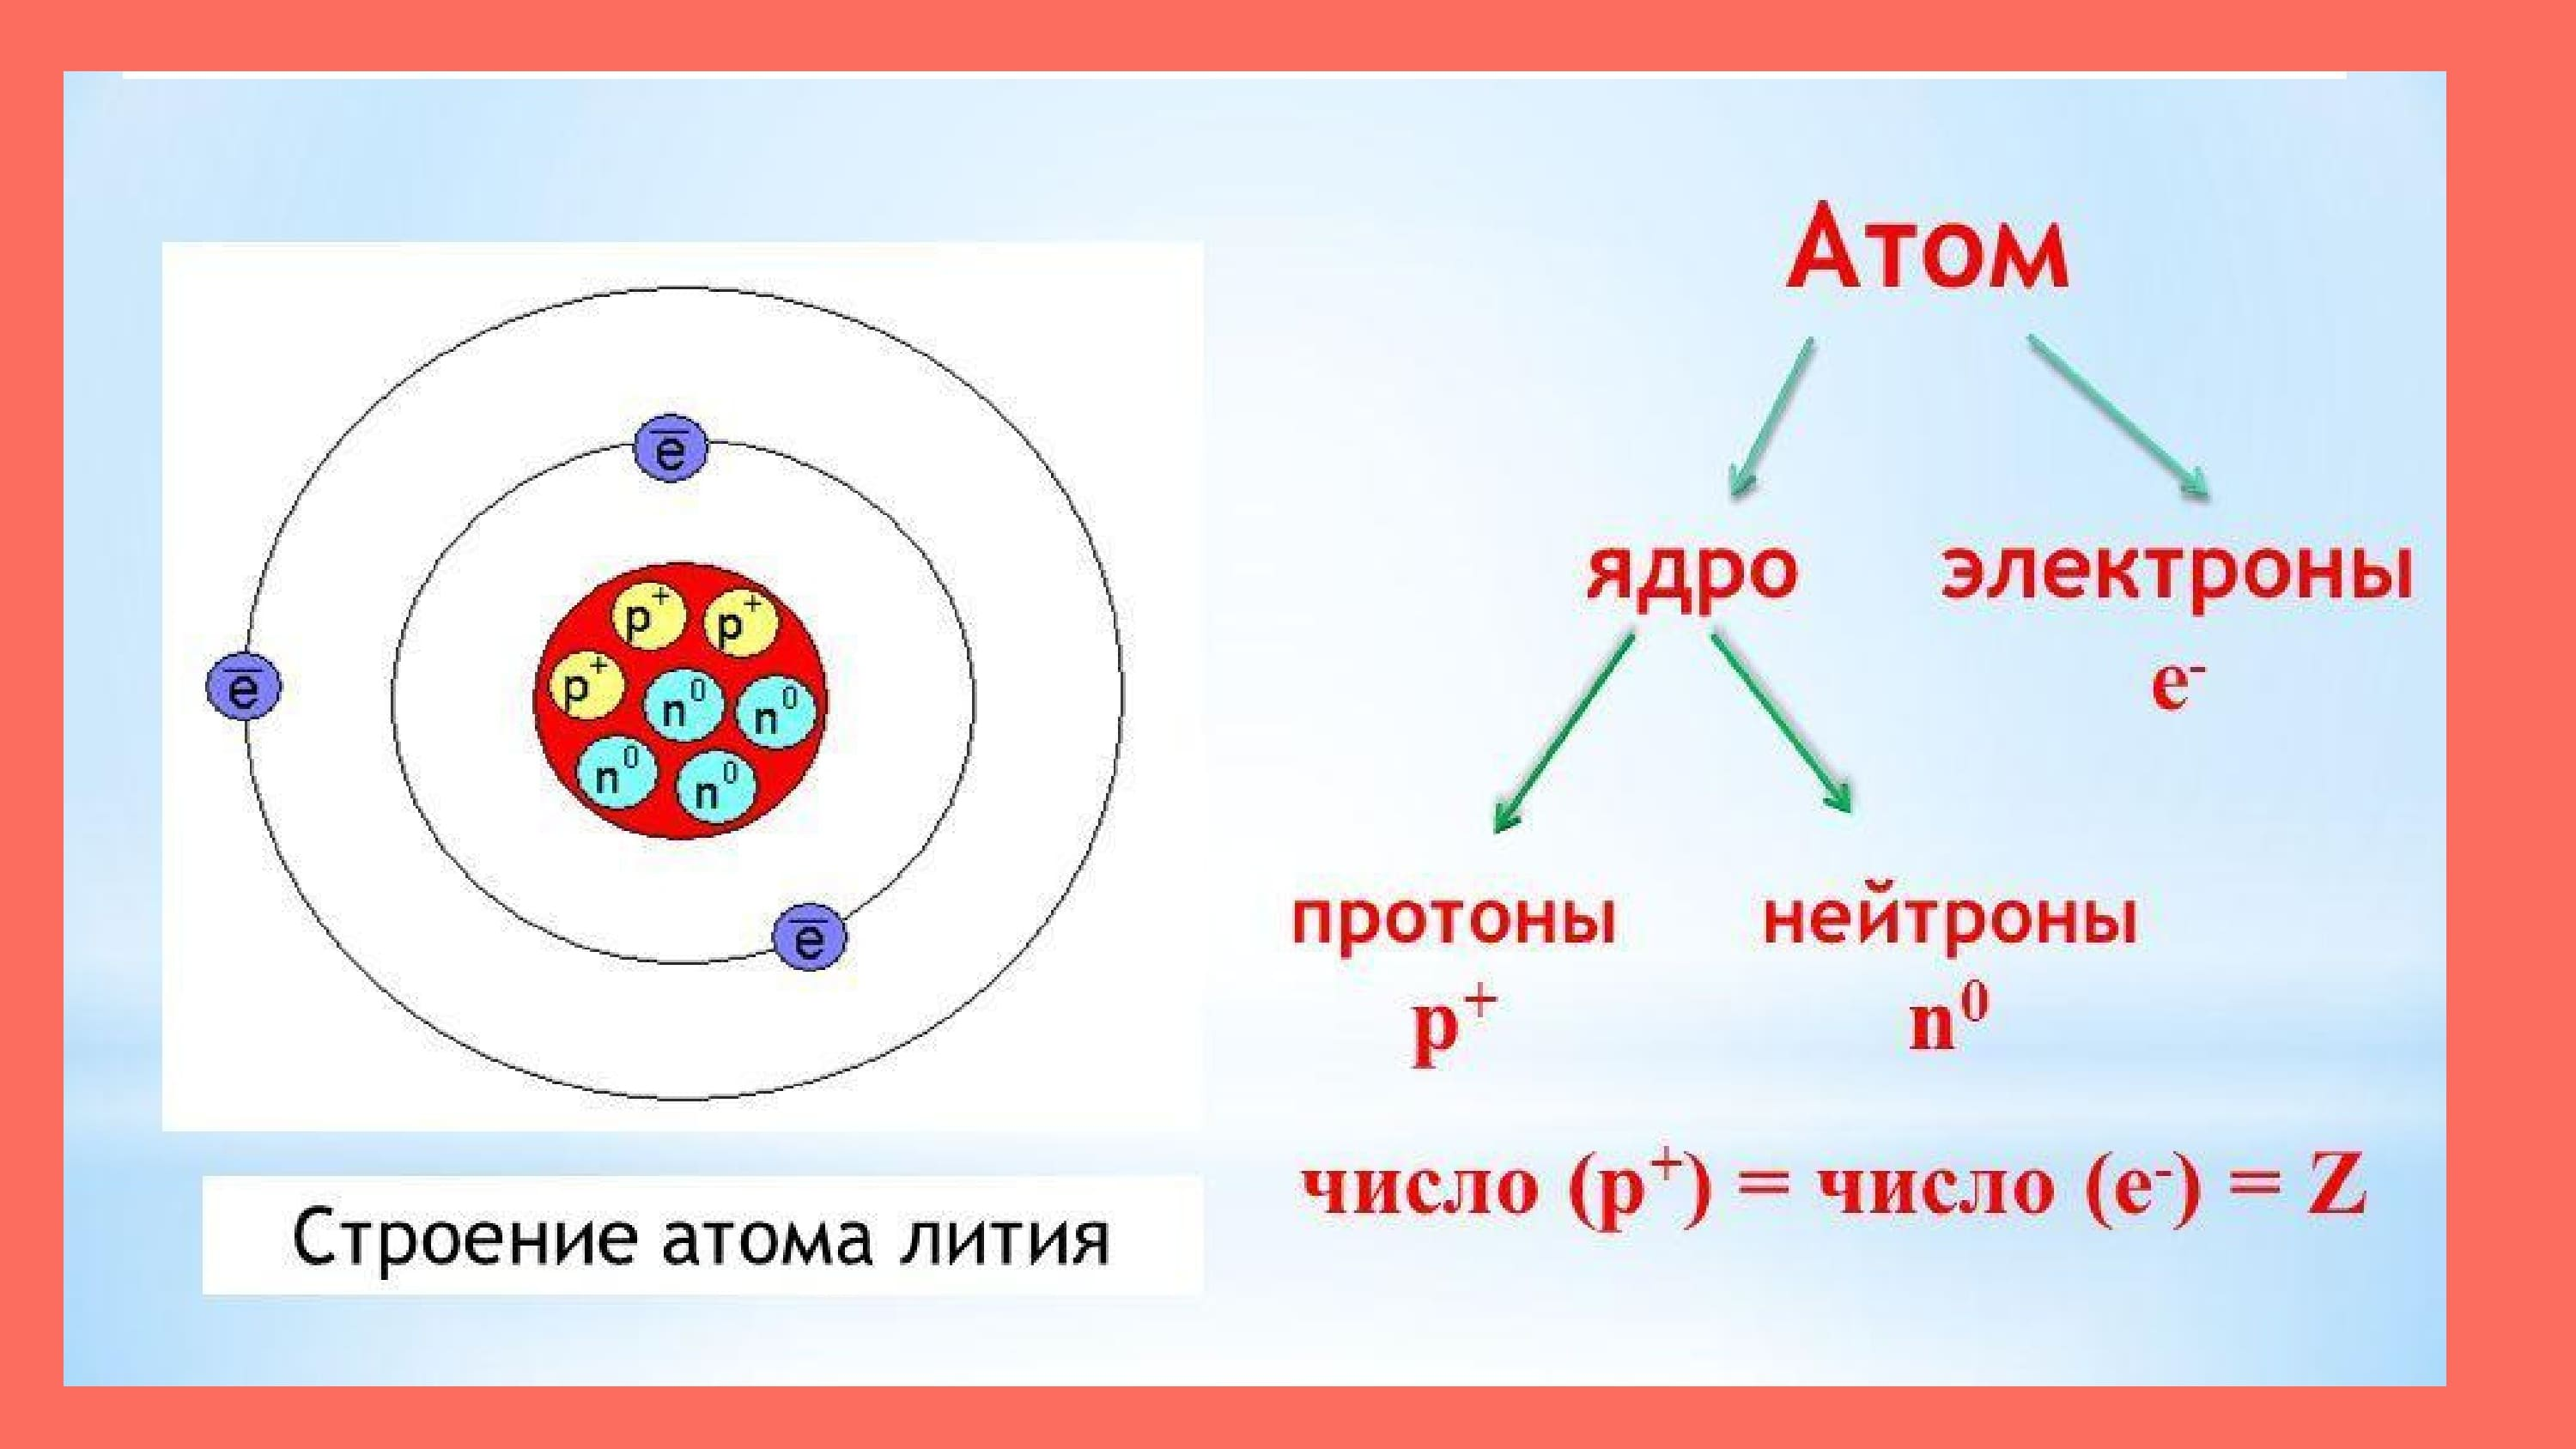 e
e
e
p⁺ p⁺
p⁺
n⁰ n⁰
n⁰ n⁰
Строение атома лития
Атом
ядро электроны
e⁻
протоны нейтроны
p⁺ n⁰
число (p⁺) = число (e⁻) = Z